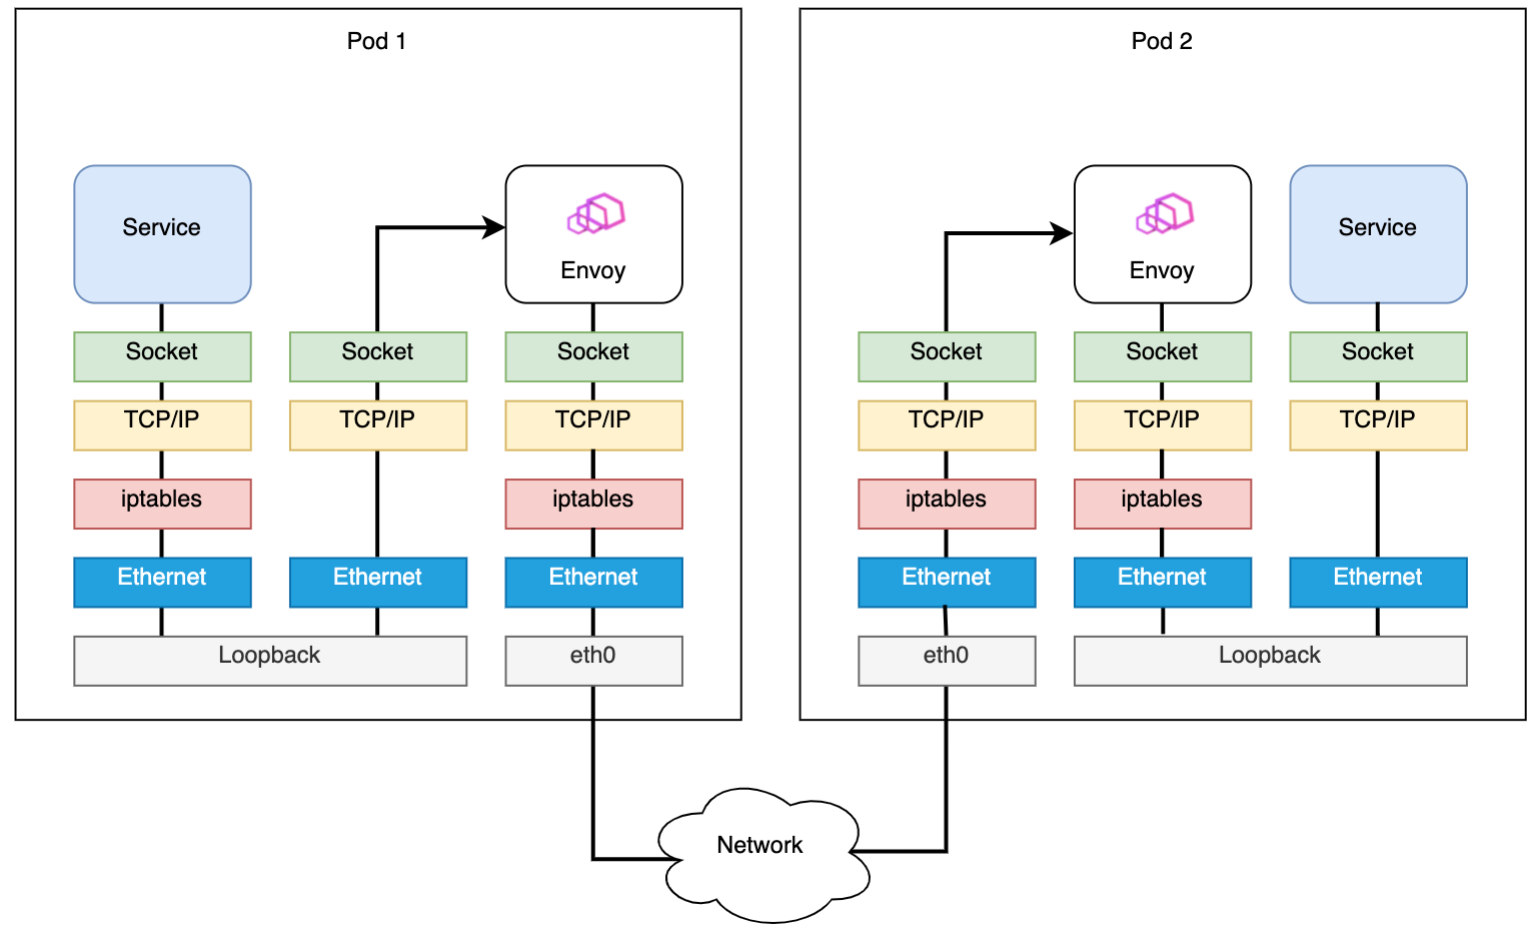 Pod 1
Pod 2
Service
Envoy
Envoy
Service
Socket
Socket
Socket
Socket
Socket
Socket
TCP/IP
TCP/IP
TCP/IP
TCP/IP
TCP/IP
TCP/IP
iptables
iptables
iptables
iptables
Ethernet
Ethernet
Ethernet
Ethernet
Ethernet
Ethernet
Loopback
eth0
eth0
Loopback
Network